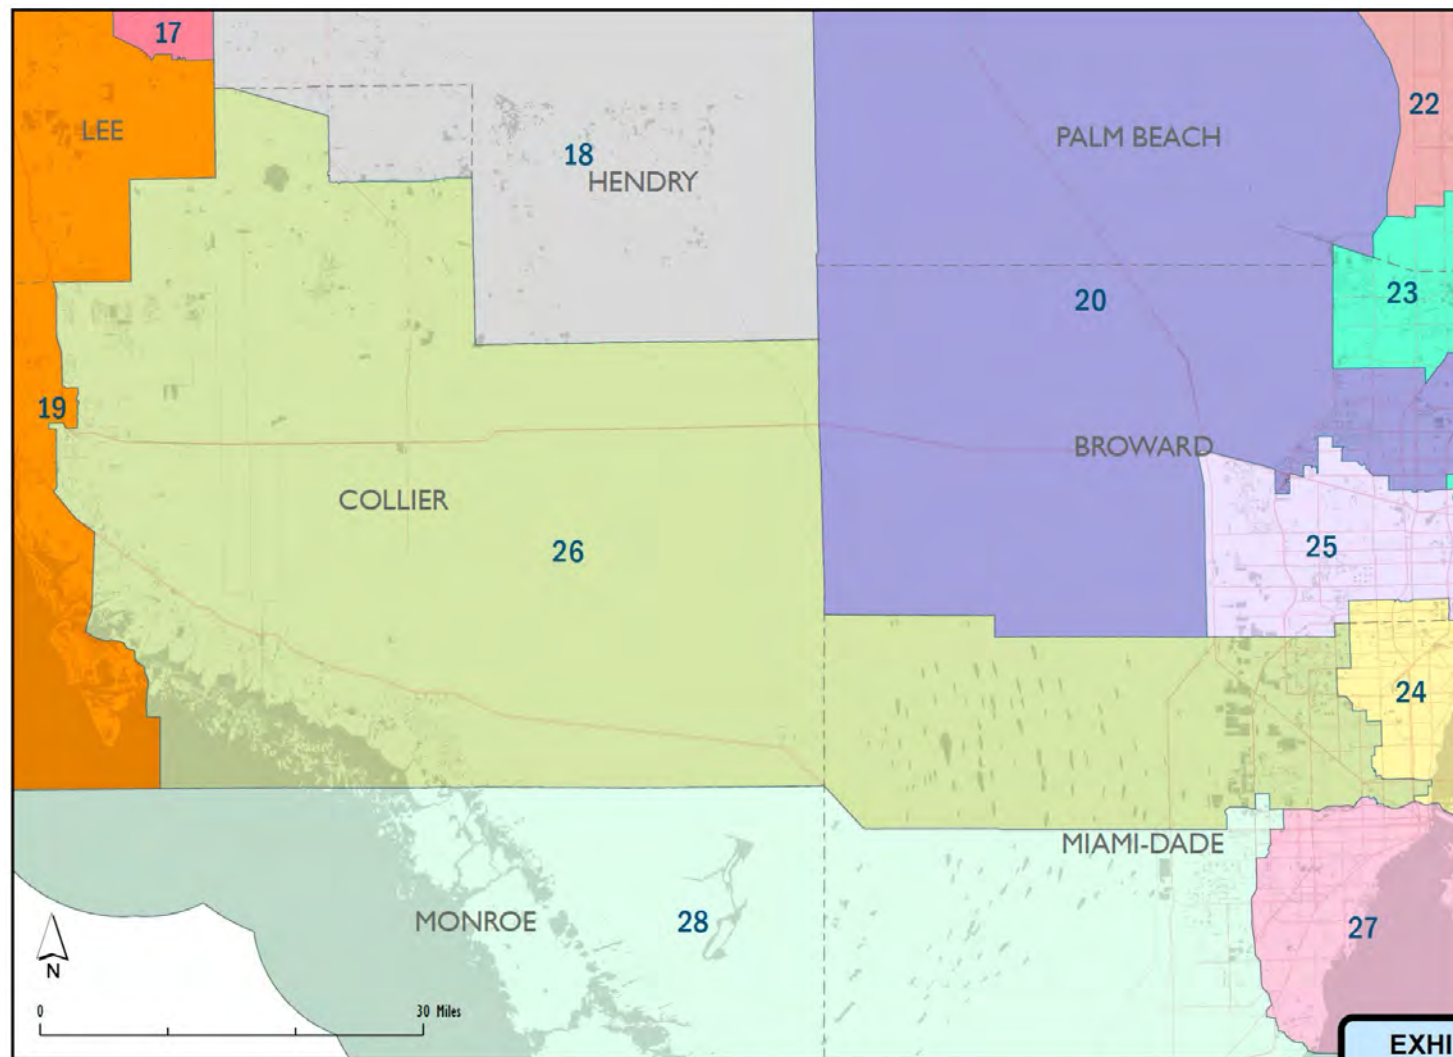 17
22
LEE
PALM BEACH
18
HENDRY
20
23
19
BROWARD
COLLIER
26
25
24
MIAMI-DADE
MONROE
28
27
N
0
30 Miles
EXHI